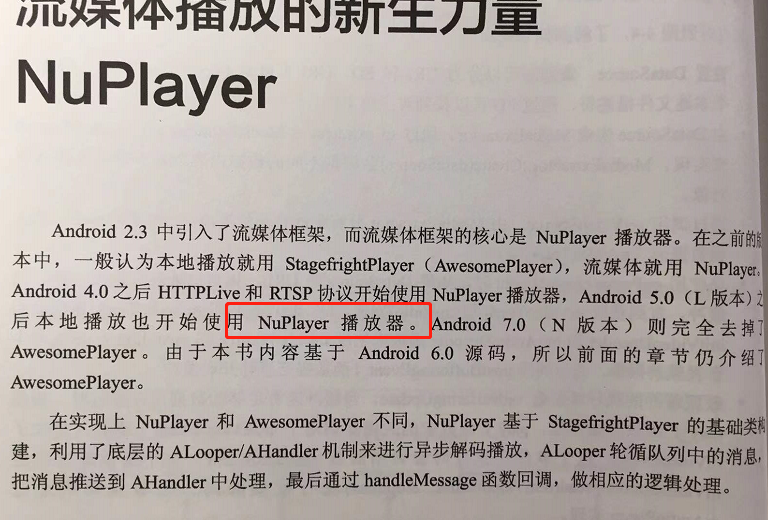 流媒体播放的新生力量
NuPlayer
Android 2.3 中引入了流媒体框架，而流媒体框架的核心是 NuPlayer 播放器。在之前的版
本中，一般认为本地播放就用 StagefrightPlayer（AwesomePlayer），流媒体就用 NuPlayer。
Android 4.0 之后 HTTPLive 和 RTSP 协议开始使用 NuPlayer 播放器，Android 5.0（L 版本）之
后本地播放也开始使用 NuPlayer 播放器。Android 7.0（N 版本）则完全去掉了
AwesomePlayer。由于本书内容基于 Android 6.0 源码，所以前面的章节仍介绍了
AwesomePlayer。
在实现上 NuPlayer 和 AwesomePlayer 不同，NuPlayer 基于 StagefrightPlayer 的基础类构
建，利用了底层的 ALooper/AHandler 机制来进行异步解码播放，ALooper 轮循队列中的消息，
把消息推送到 AHandler 中处理，最后通过 handleMessage 函数回调，做相应的逻辑处理。